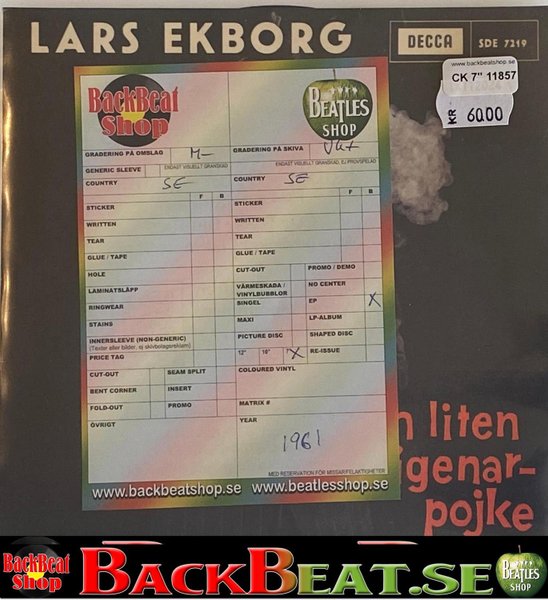 LARS EKBORG
DECCA SDE 7219
www.backbeatshop.se
CK 7" 11857
KR 60.00
BackBeat Shop
BEATLES SHOP
GRADERING PÅ OMSLAG M-
GRADERING PÅ SKIVA
ENDAST VISUELLT GRANSKAD
ENDAST VISUELLT GRANSKAD, EJ PROVSPELAD
GENERIC SLEEVE
COUNTRY SE
COUNTRY SE
F B
F B
STICKER
STICKER
WRITTEN
WRITTEN
TEAR
TEAR
GLUE / TAPE
GLUE / TAPE
HOLE
CUT-OUT PROMO / DEMO
LAMINATSLÄPP
VÄRMESKADA / VINYLBUBBLOR NO CENTER
RINGWEAR
SINGEL EP X
STAINS
MAXI LP-ALBUM
INNERSLEEVE (NON-GENERIC)
(Texter eller bilder, ej skivbolagsreklam)
PICTURE DISC SHAPED DISC
PRICE TAG
12" 10" X RE-ISSUE
CUT-OUT SEAM SPLIT
COLOURED VINYL
BENT CORNER INSERT
FOLD-OUT PROMO
MATRIX #
ÖVRIGT
YEAR
1961
MED RESERVATION FÖR MISSAR/FELAKTIGHETER
www.backbeatshop.se www.beatlesshop.se
n liten
igenar-
pojke
BackBeat Shop
BACKBEAT.SE
BEATLES SHOP